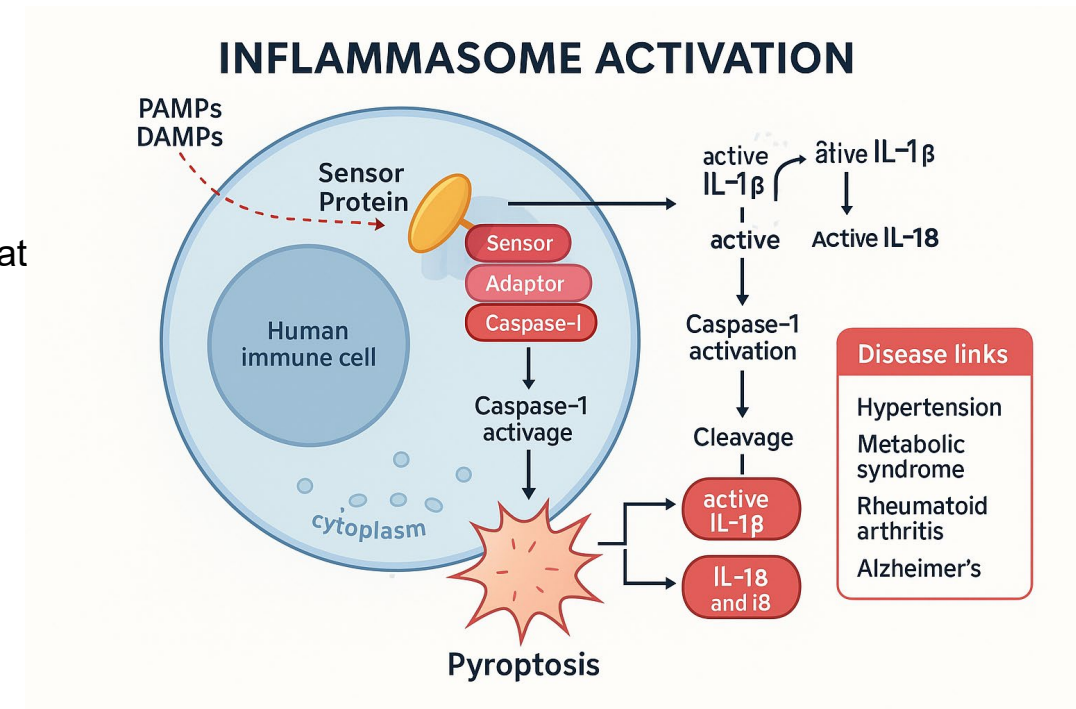 INFLAMMASOME ACTIVATION
PAMPs
DAMPs
at
Sensor
Protein
Sensor
Adaptor
Caspase-I
Human
immune cell
Caspase-1
activage
cytoplasm
Pyroptosis
active
IL-1β
âtive IL-1β
active
Active IL-18
Caspase-1
activation
Cleavage
active
IL-1β
IL-18
and i8
Disease links
Hypertension
Metabolic
syndrome
Rheumatoid
arthritis
Alzheimer's